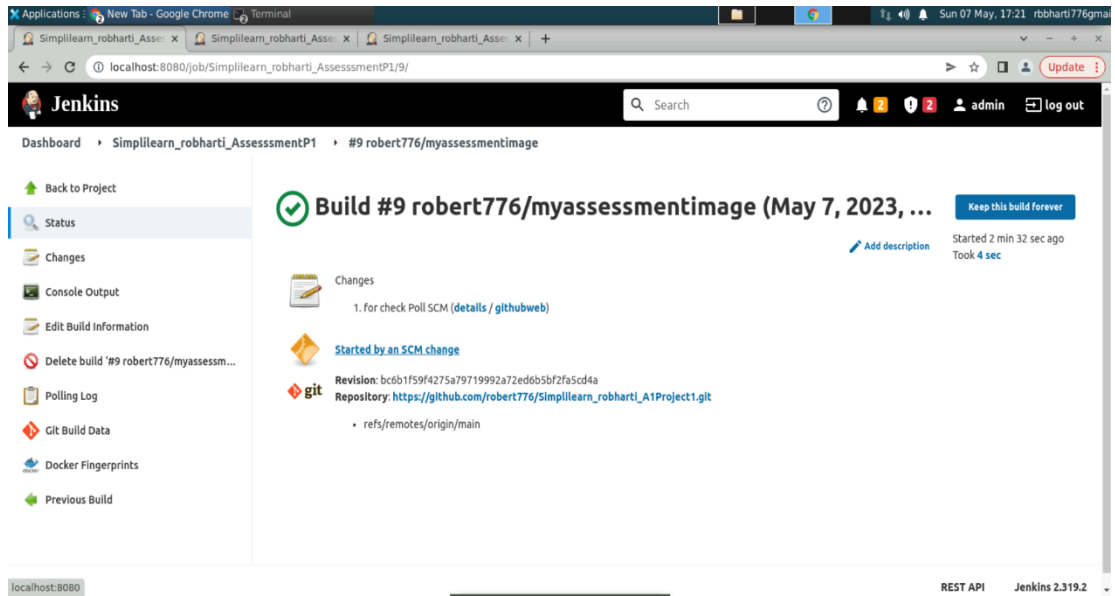 Applications : New Tab - Google Chrome Terminal Sun 07 May, 17:21 rbbharti776gmai
Simplilearn_robharti_Asses x Simplilearn_robharti_Asses x Simplilearn_robharti_Asses x +
localhost:8080/job/Simplilearn_robharti_AssesssmentP1/9/ Update
Jenkins Search 2 2 admin log out
Dashboard Simplilearn_robharti_AssesssmentP1 #9 robert776/myassessmentimage
Back to Project
Status
Changes
Console Output
Edit Build Information
Delete build '#9 robert776/myassessm...
Polling Log
Git Build Data
Docker Fingerprints
Previous Build
Build #9 robert776/myassessmentimage (May 7, 2023, ...
Keep this build forever
Add description
Started 2 min 32 sec ago
Took 4 sec
Changes
1. for check Poll SCM (details / githubweb)
Started by an SCM change
git
Revision: bc6b1f59f4275a79719992a72ed6b5bf2fa5cd4a
Repository: https://github.com/robert776/Simplilearn_robharti_A1Project1.git
• refs/remotes/origin/main
localhost:8080
REST API Jenkins 2.319.2